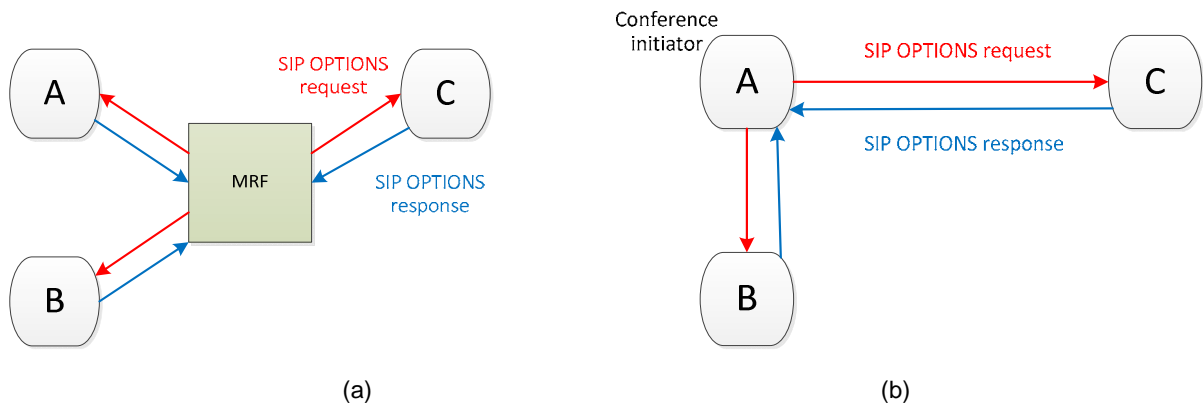 A
SIP OPTIONS
request
C
MRF
SIP OPTIONS
response
B
(a)
Conference
initiator
A
SIP OPTIONS request
C
SIP OPTIONS response
B
(b)